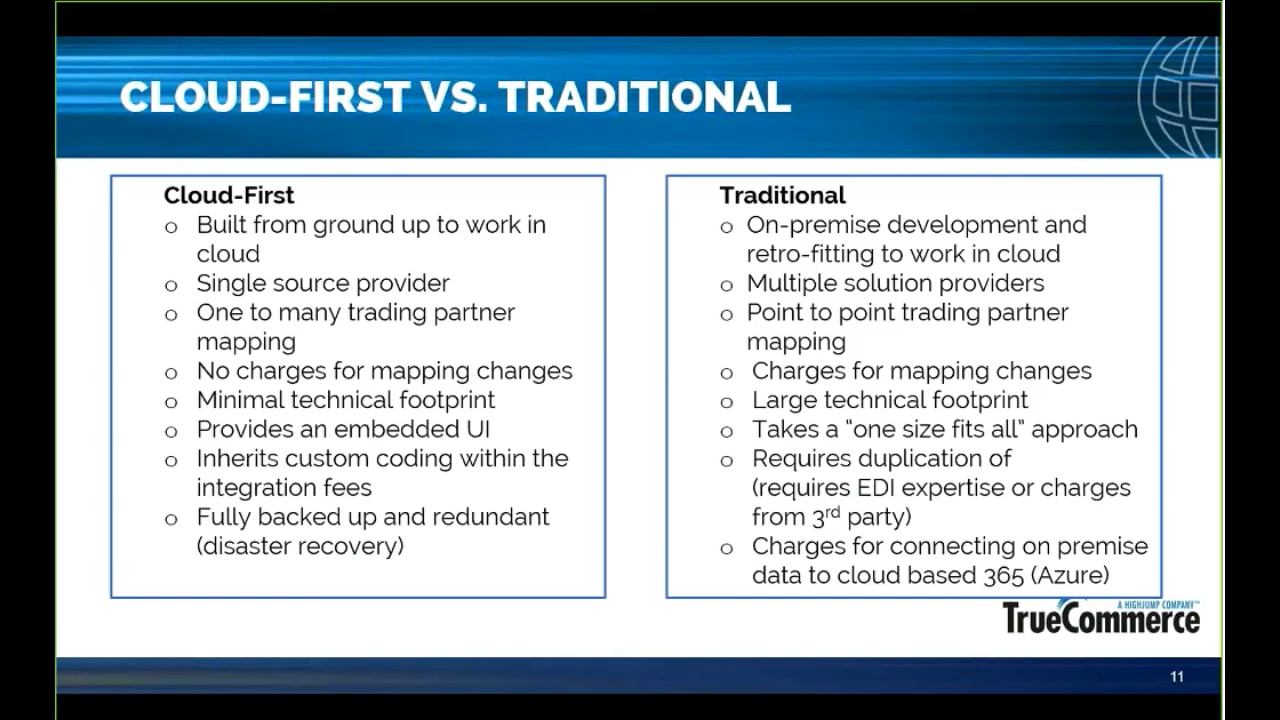 CLOUD-FIRST VS. TRADITIONAL
Cloud-First
o Built from ground up to work in
cloud
o Single source provider
o One to many trading partner
mapping
o No charges for mapping changes
o Minimal technical footprint
o Provides an embedded UI
o Inherits custom coding within the
integration fees
o Fully backed up and redundant
(disaster recovery)
Traditional
o On-premise development and
retro-fitting to work in cloud
o Multiple solution providers
o Point to point trading partner
mapping
o Charges for mapping changes
o Large technical footprint
o Takes a “one size fits all” approach
o Requires duplication of
(requires EDI expertise or charges
from 3rd party)
o Charges for connecting on premise
data to cloud based 365 (Azure)
A HIGHJUMP COMPANY™
TrueCommerce
11